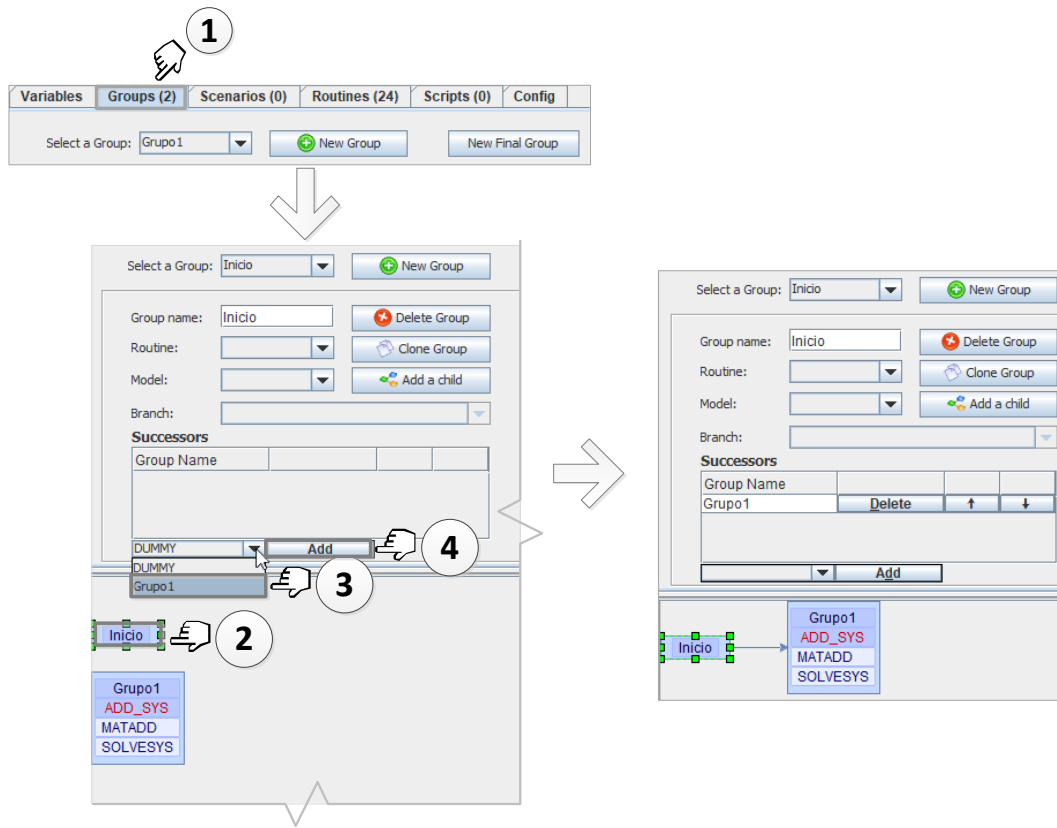 1
Variables Groups (2) Scenarios (0) Routines (24) Scripts (0) Config
Select a Group: Grupo1 New Group New Final Group
Select a Group: Inicio New Group
Group name: Inicio Delete Group
Routine: Clone Group
Model: Add a child
Branch:
Successors
Group Name
DUMMY Add 4
DUMMY
Grupo1 3
Inicio 2
Grupo1
ADD_SYS
MATADD
SOLVESYS
Select a Group: Inicio New Group
Group name: Inicio Delete Group
Routine: Clone Group
Model: Add a child
Branch:
Successors
Group Name
Grupo1 Delete
Add
Inicio
Grupo1
ADD_SYS
MATADD
SOLVESYS